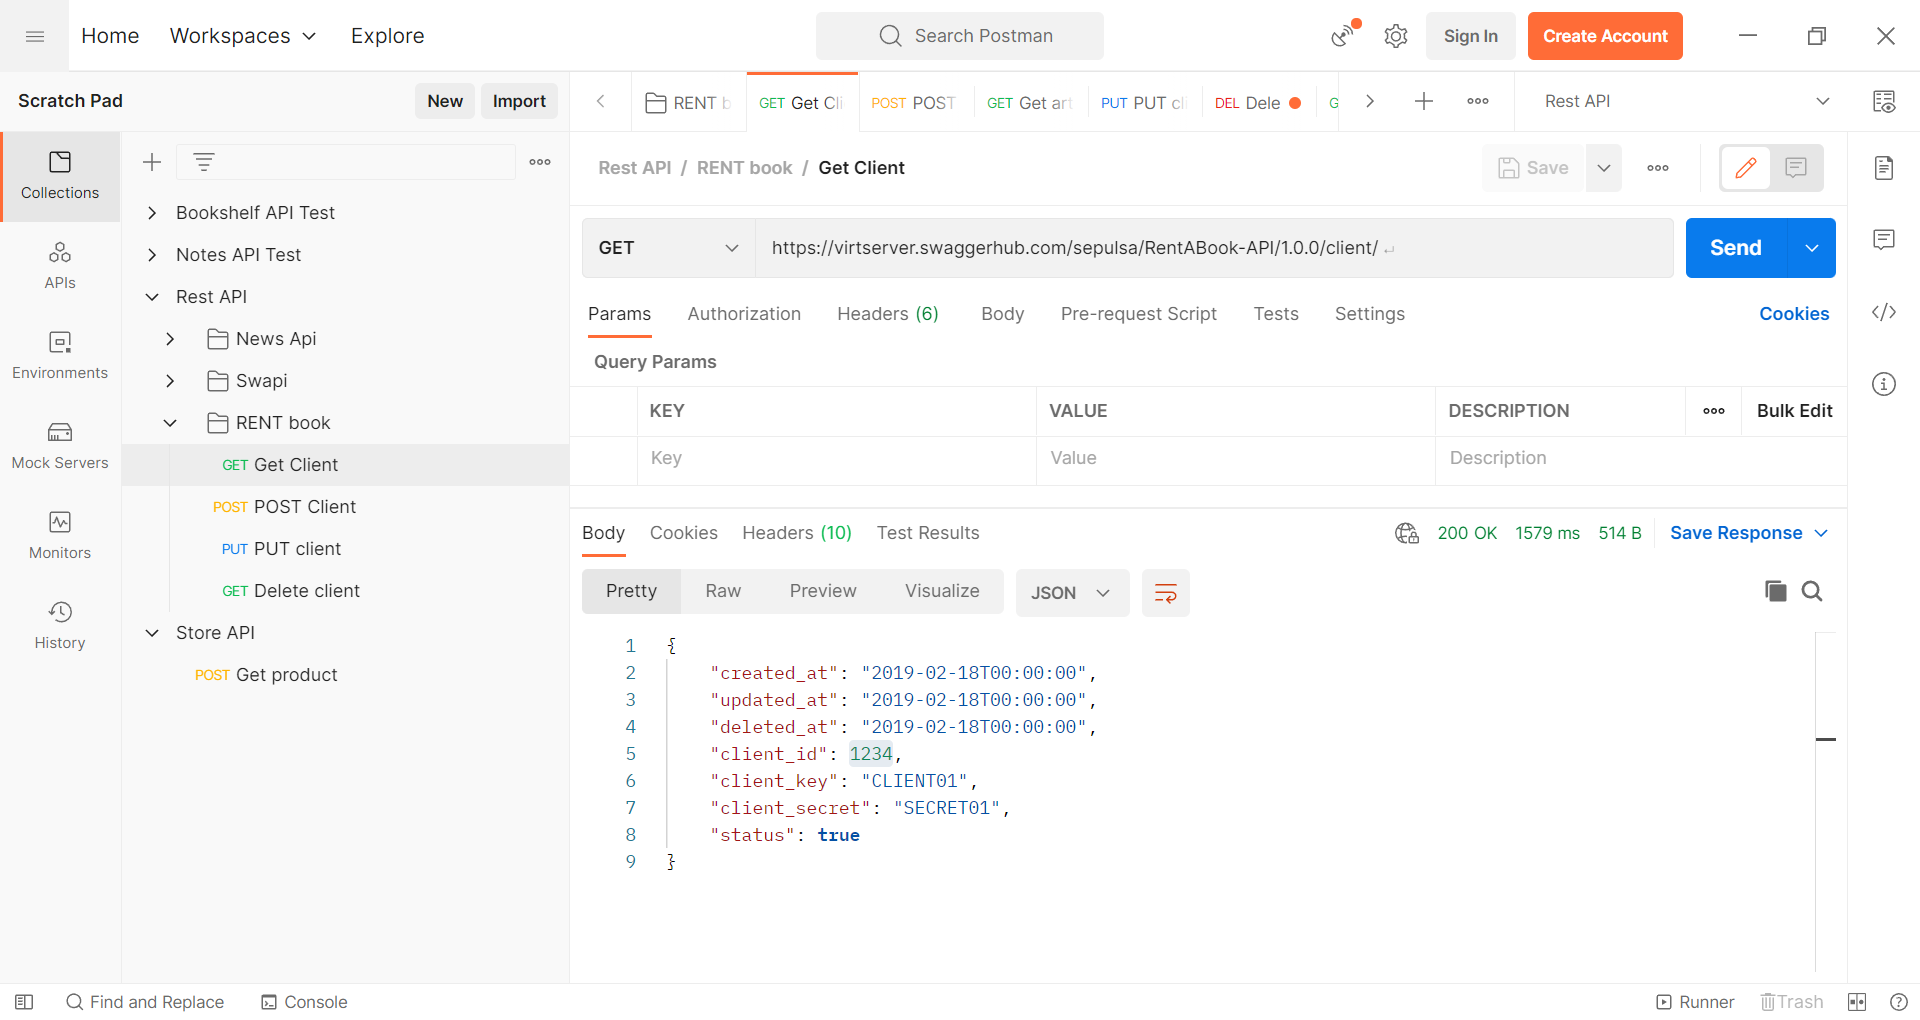 Home Workspaces Explore Search Postman Sign In Create Account
Scratch Pad New Import
RENT b GET Get Cli POST POST GET Get art PUT PUT cli DEL Dele G Rest API
Collections
APIs
Environments
Mock Servers
Monitors
History
Bookshelf API Test
Notes API Test
Rest API
News Api
Swapi
RENT book
GET Get Client
POST POST Client
PUT PUT client
GET Delete client
Store API
POST Get product
Rest API / RENT book / Get Client Save
GET https://virtserver.swaggerhub.com/sepulsa/RentABook-API/1.0.0/client/ Send
Params Authorization Headers (6) Body Pre-request Script Tests Settings Cookies
Query Params
KEY VALUE DESCRIPTION Bulk Edit
Key Value Description
Body Cookies Headers (10) Test Results 200 OK 1579 ms 514 B Save Response
Pretty Raw Preview Visualize JSON
1 {
2 "created_at": "2019-02-18T00:00:00",
3 "updated_at": "2019-02-18T00:00:00",
4 "deleted_at": "2019-02-18T00:00:00",
5 "client_id": 1234,
6 "client_key": "CLIENT01",
7 "client_secret": "SECRET01",
8 "status": true
9 }
Find and Replace Console Runner Trash